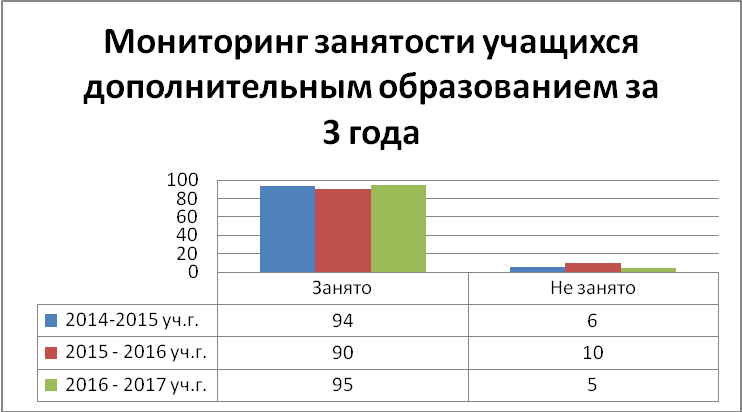 Мониторинг занятости учащихся
дополнительным образованием за
3 года
100
80
60
40
20
0
Занято Не занято
2014-2015 уч.г. 94 6
2015 - 2016 уч.г. 90 10
2016 - 2017 уч.г. 95 5